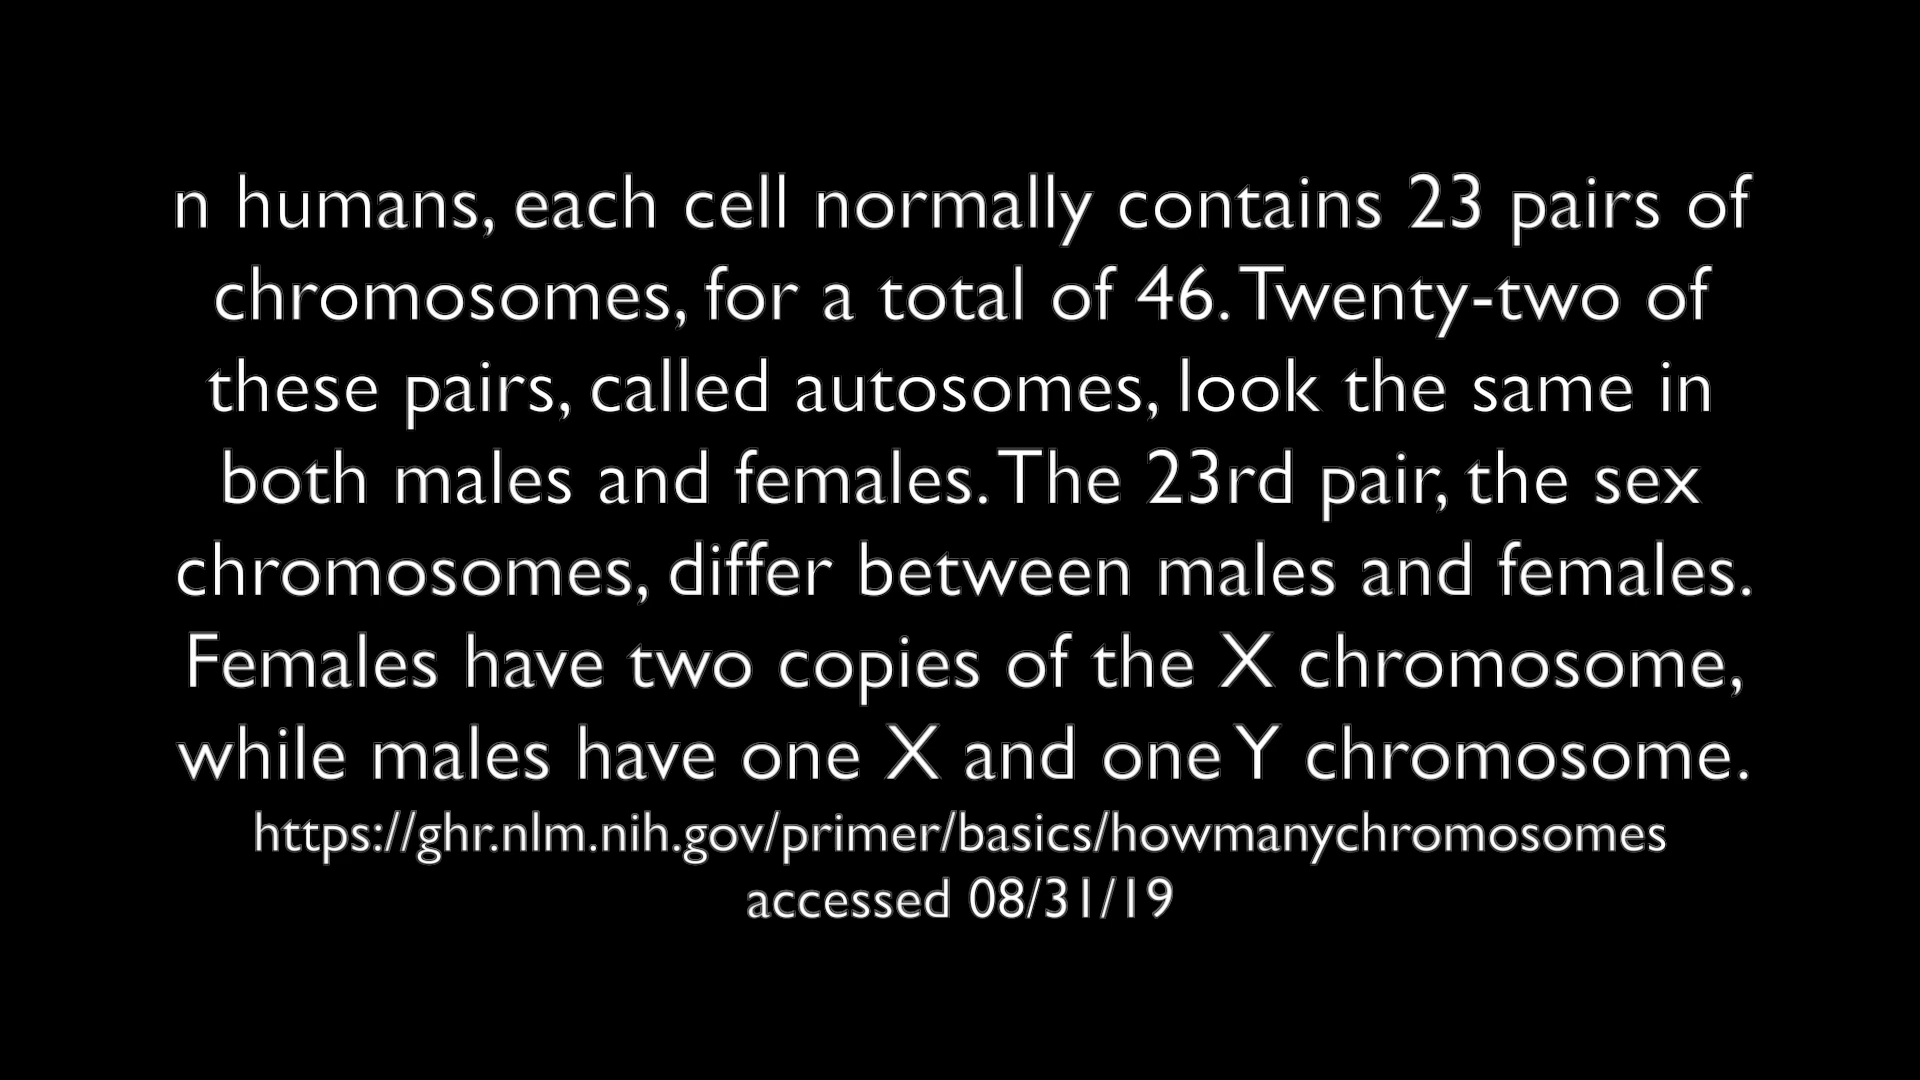 n humans, each cell normally contains 23 pairs of
chromosomes, for a total of 46. Twenty-two of
these pairs, called autosomes, look the same in
both males and females. The 23rd pair, the sex
chromosomes, differ between males and females.
Females have two copies of the X chromosome,
while males have one X and one Y chromosome.
https://ghr.nlm.nih.gov/primer/basics/howmanychromosomes
accessed 08/31/19